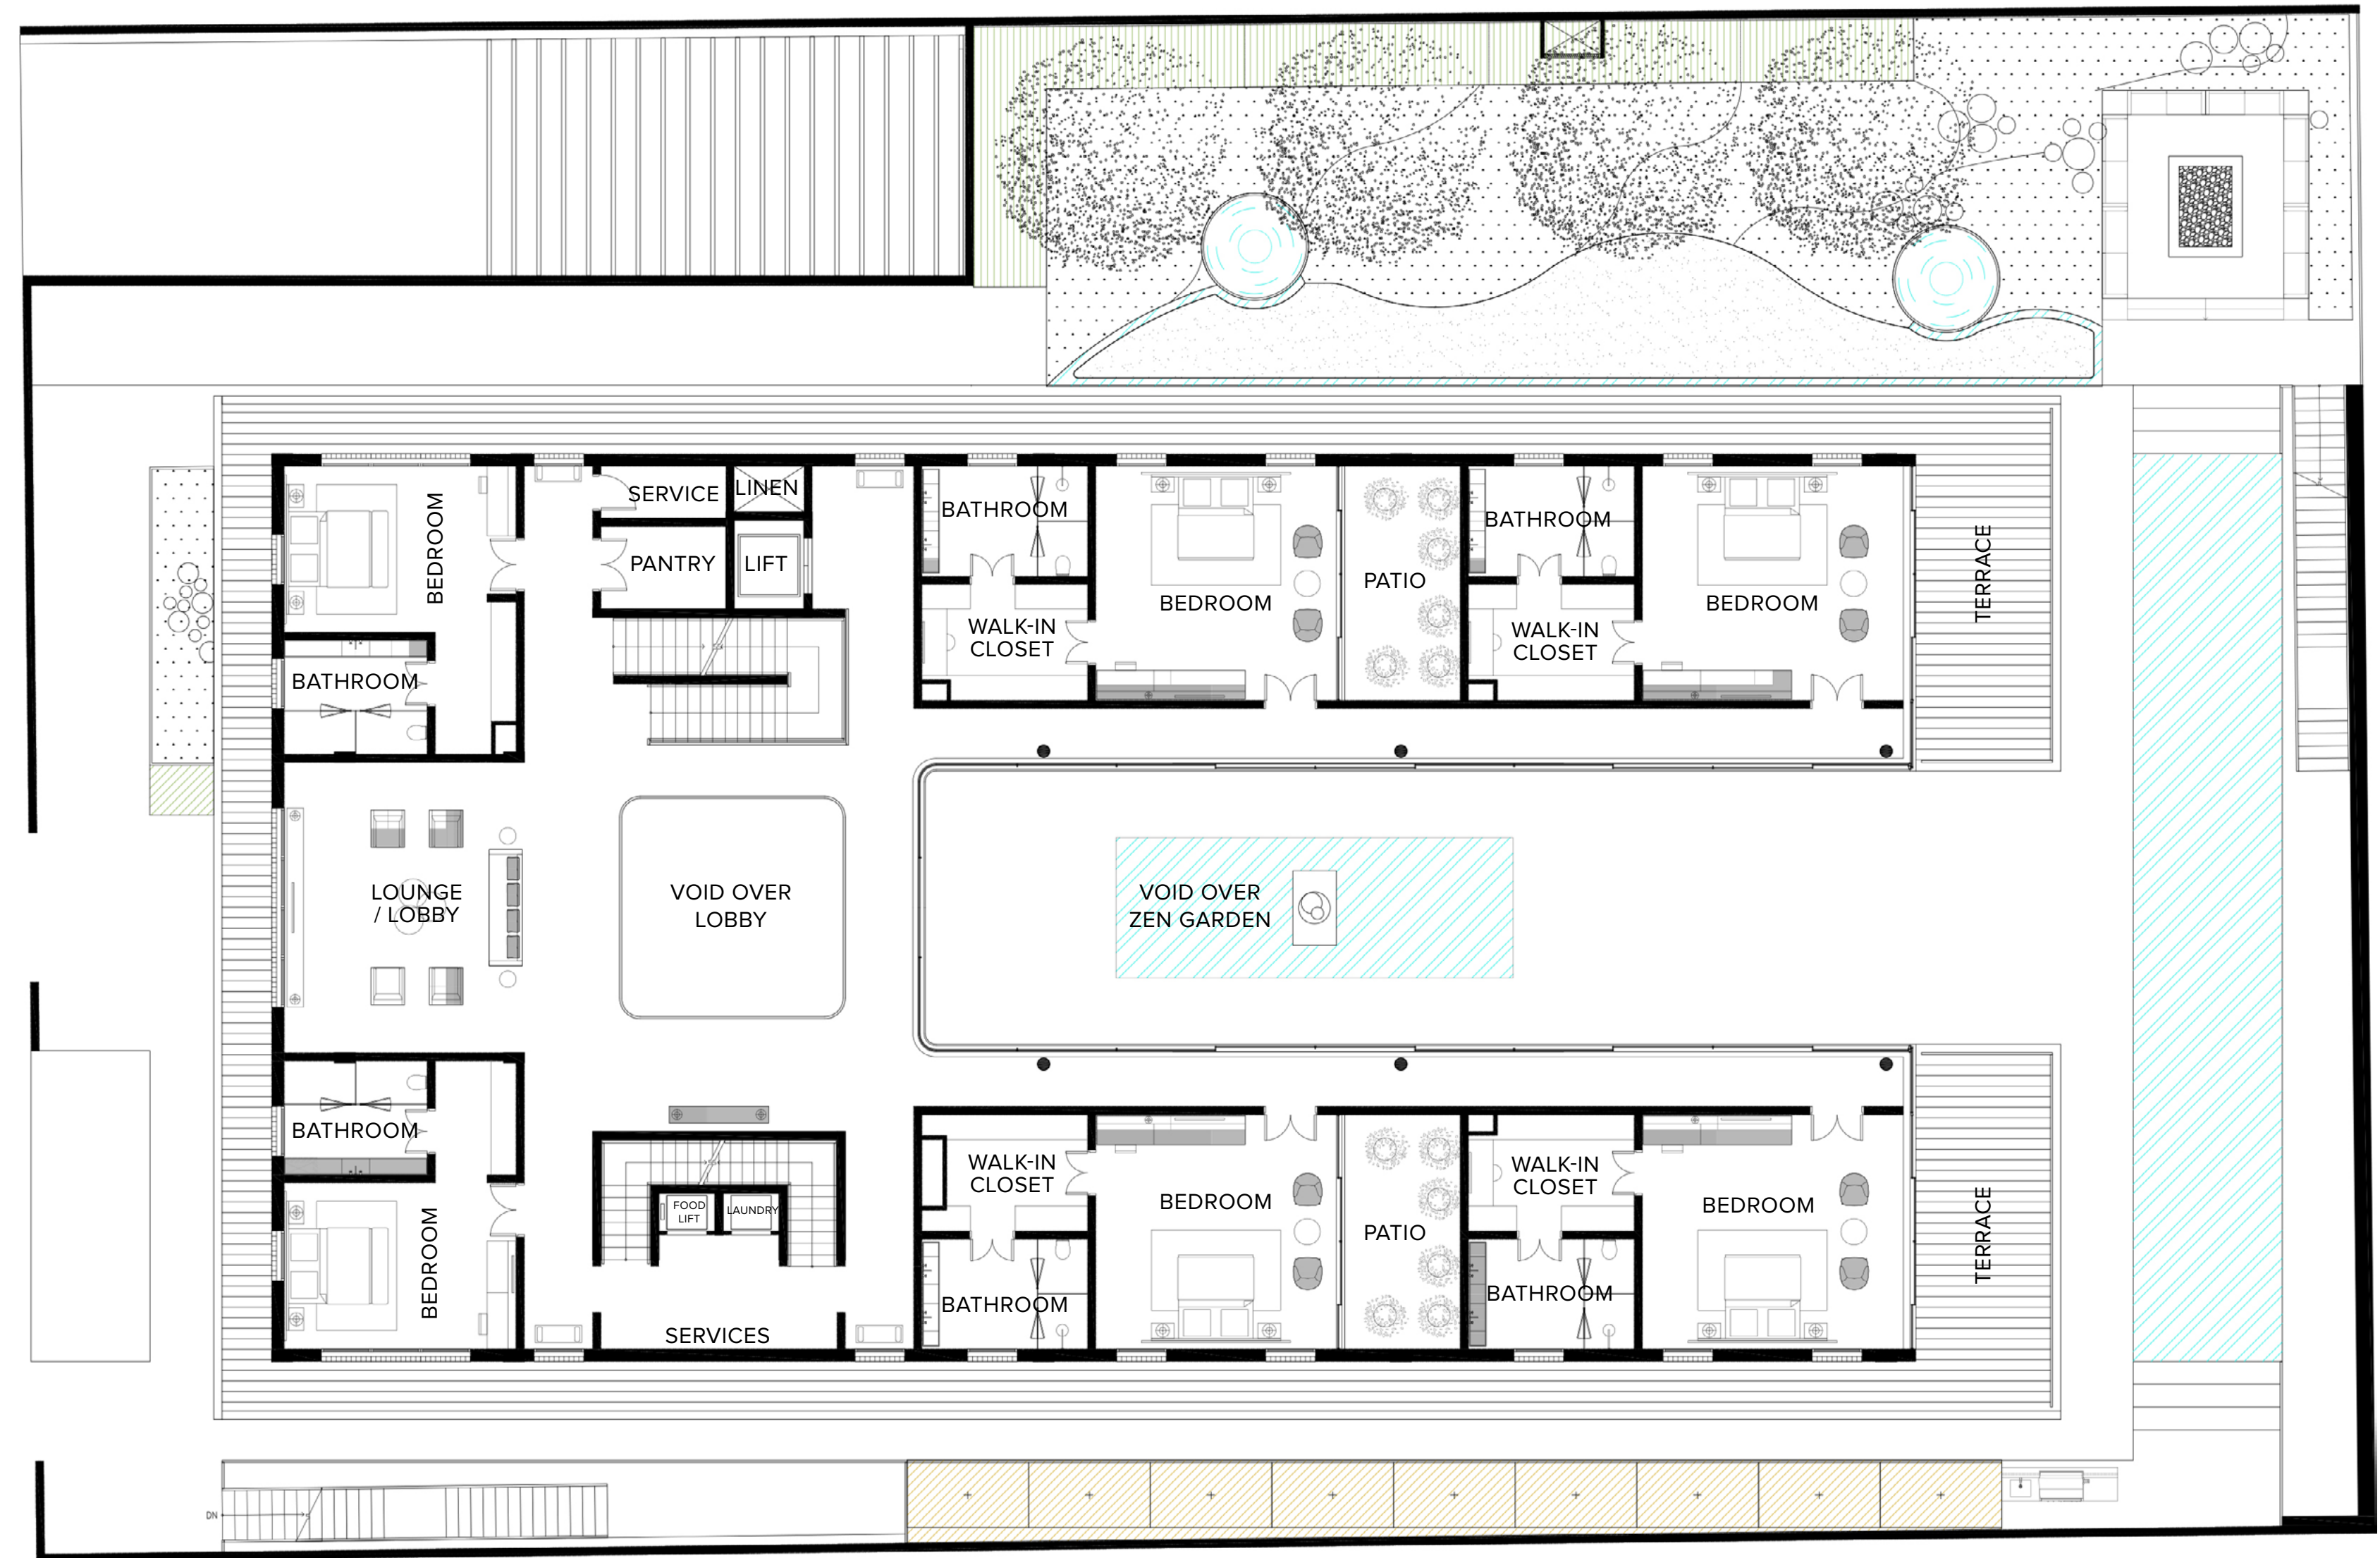 SERVICE
LINEN
BEDROOM
BATHROOM
BATHROOM
PANTRY
LIFT
PATIO
BEDROOM
BEDROOM
TERRACE
WALK-IN
CLOSET
WALK-IN
CLOSET
BATHROOM
LOUNGE
/ LOBBY
VOID OVER
LOBBY
VOID OVER
ZEN GARDEN
BATHROOM
WALK-IN
CLOSET
WALK-IN
CLOSET
FOOD
LIFT
LAUNDRY
BEDROOM
BEDROOM
BEDROOM
PATIO
TERRACE
BATHROOM
BATHROOM
SERVICES
DN